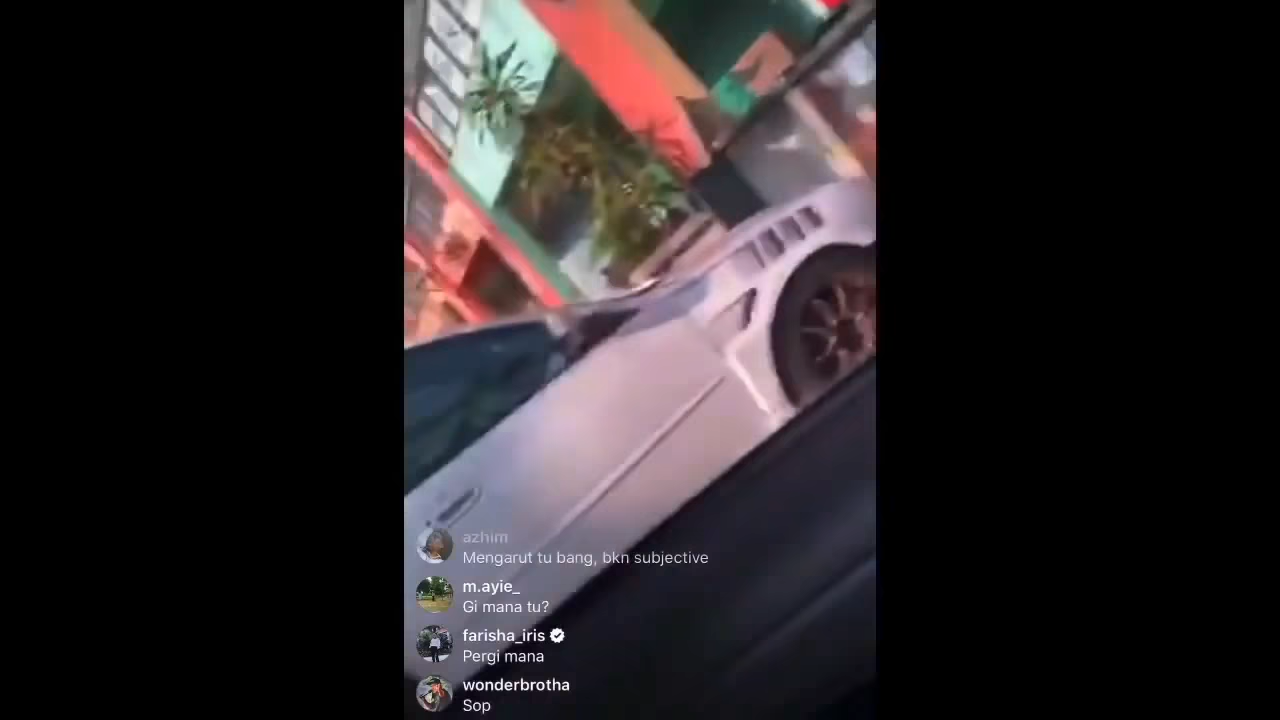 azhim
Mengarut tu bang, bkn subjective
m.ayie_
Gi mana tu?
farisha_iris
Pergi mana
wonderbrotha
Sop